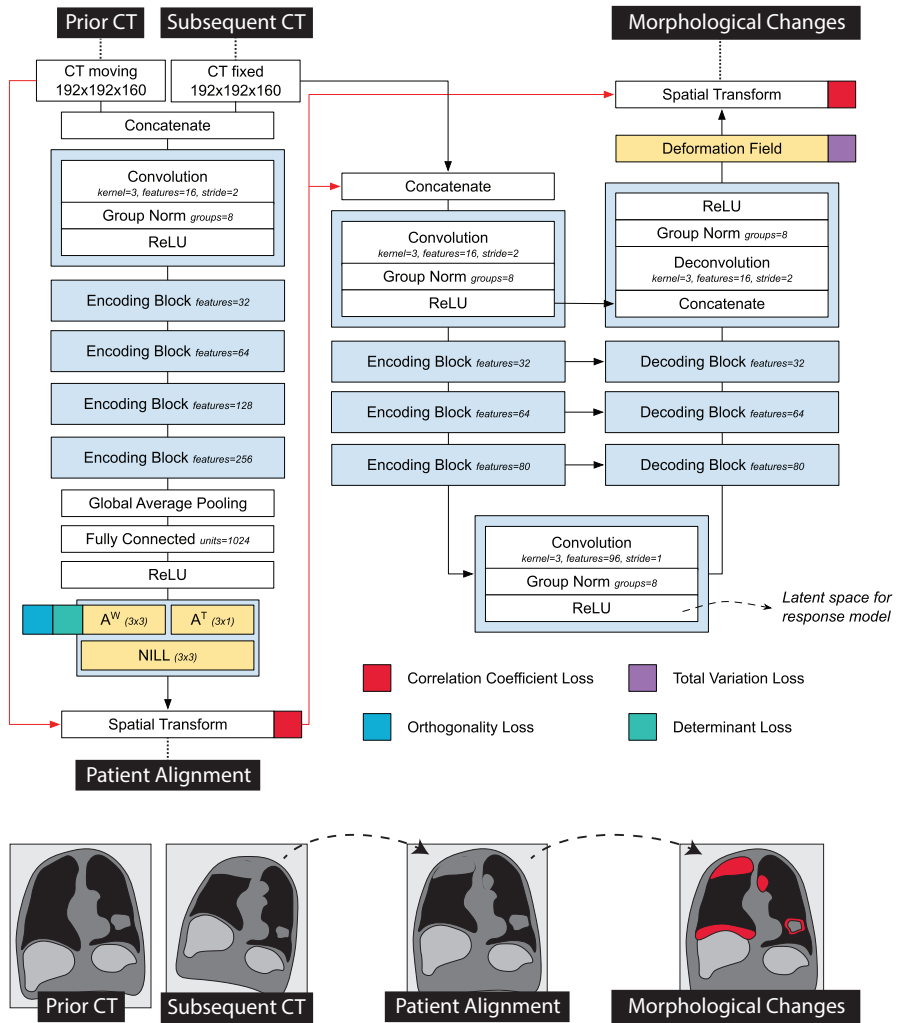 Prior CT
Subsequent CT
Morphological Changes
CT moving
192x192x160
CT fixed
192x192x160
Spatial Transform
Concatenate
Deformation Field
Convolution
kernel=3, features=16, stride=2
Group Norm groups=8
ReLU
Concatenate
Convolution
kernel=3, features=16, stride=2
Group Norm groups=8
ReLU
ReLU
Group Norm groups=8
Deconvolution
kernel=3, features=16, stride=2
Concatenate
Encoding Block features=32
Encoding Block features=64
Encoding Block features=128
Encoding Block features=256
Encoding Block features=32
Decoding Block features=32
Encoding Block features=64
Decoding Block features=64
Encoding Block features=80
Decoding Block features=80
Global Average Pooling
Fully Connected units=1024
ReLU
Convolution
kernel=3, features=96, stride=1
Group Norm groups=8
ReLU
Latent space for
response model
A^W (3x3)
A^T (3x1)
NILL (3x3)
Spatial Transform
Patient Alignment
Correlation Coefficient Loss
Total Variation Loss
Orthogonality Loss
Determinant Loss
Prior CT
Subsequent CT
Patient Alignment
Morphological Changes